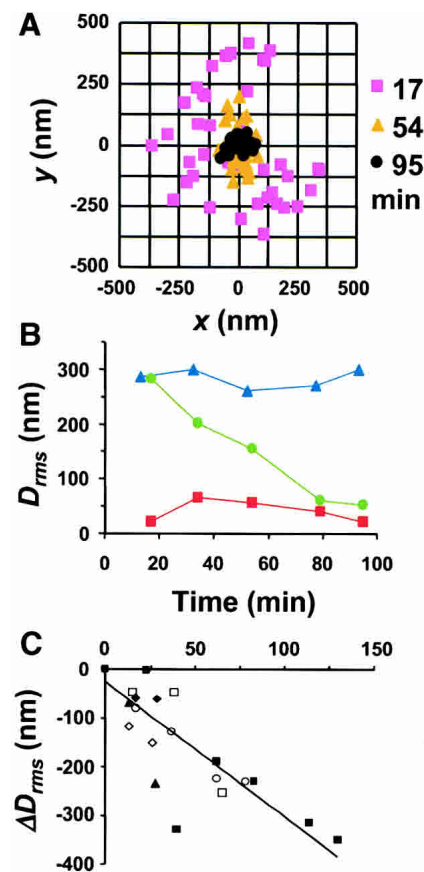 A
500
250
0
-250
-500
y (nm)
-500 -250 0 250 500
x (nm)
17
54
95
min
B
300
200
100
0
Drms (nm)
0 20 40 60 80 100
Time (min)
C
0 50 100 150
0
-100
-200
-300
-400
ΔDrms (nm)